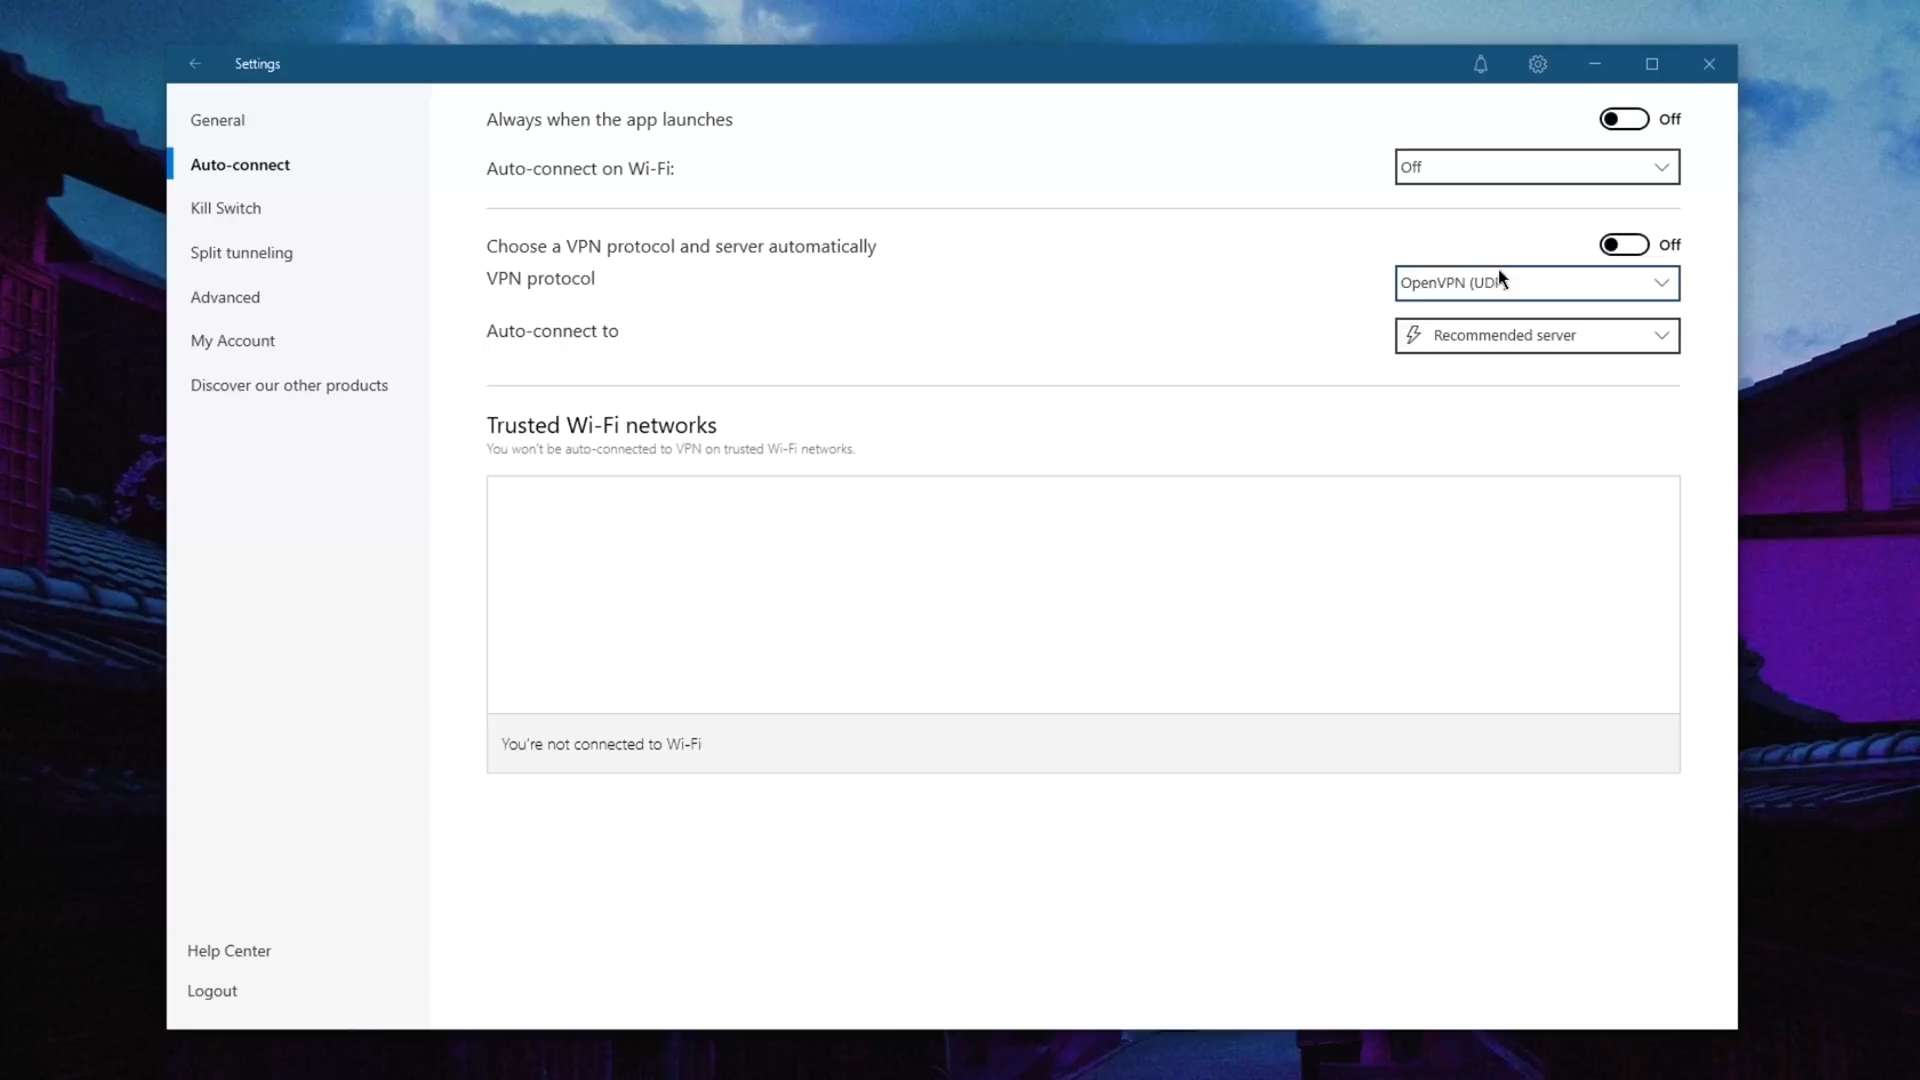 Settings
General
Auto-connect
Kill Switch
Split tunneling
Advanced
My Account
Discover our other products
Help Center
Logout
Always when the app launches
Off
Auto-connect on Wi-Fi:
Off
Choose a VPN protocol and server automatically
Off
VPN protocol
OpenVPN (UDP)
Auto-connect to
Recommended server
Trusted Wi-Fi networks
You won't be auto-connected to VPN on trusted Wi-Fi networks.
You're not connected to Wi-Fi